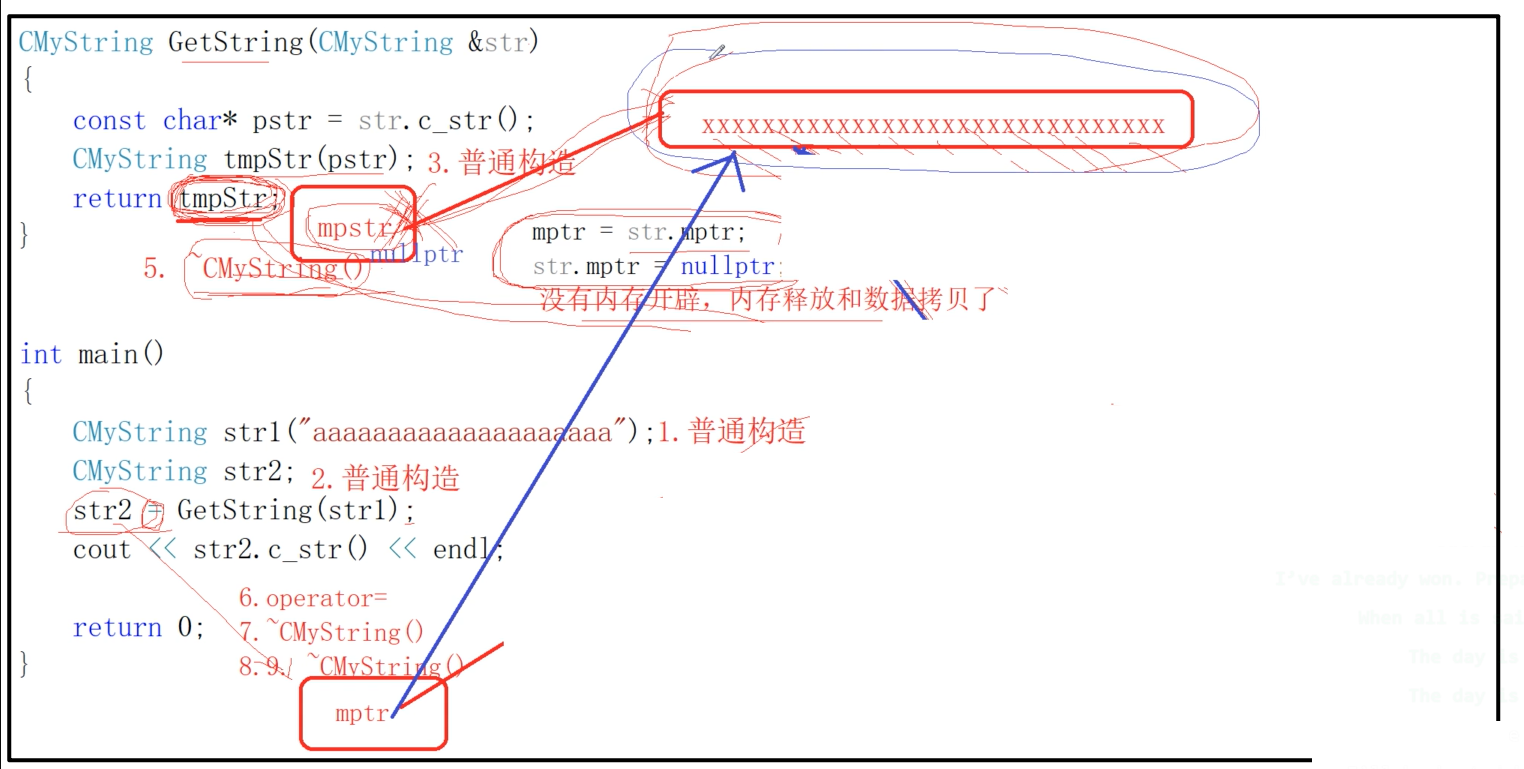 CMyString GetString(CMyString &str)
{
xxxxxxxxxxxxxxxxxxxxxxxxxxxxxxx
const char* pstr = str.c_str();
CMyString tmpStr(pstr); 3.普通构造
return tmpStr;
mpstr
}
nullptr
mptr = str.mptr;
5. ~CMyString()
str.mptr = nullptr;
没有内存开辟，内存释放和数据拷贝了
int main()
{
CMyString str1("aaaaaaaaaaaaaaaaaaaa");1.普通构造
CMyString str2; 2.普通构造
str2 = GetString(str1);
cout << str2.c_str() << endl;
I've already won.
6.operator=
When all is
return 0; 7.~CMyString()
The day is
} 8~9. ~CMyString()
The day is
mptr